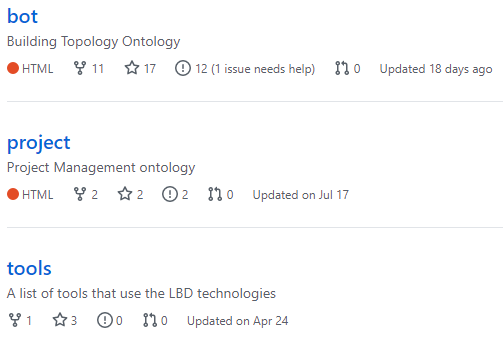 bot
Building Topology Ontology
HTML 11 17 12 (1 issue needs help) 0 Updated 18 days ago
project
Project Management ontology
HTML 2 2 2 0 Updated on Jul 17
tools
A list of tools that use the LBD technologies
1 3 0 0 Updated on Apr 24